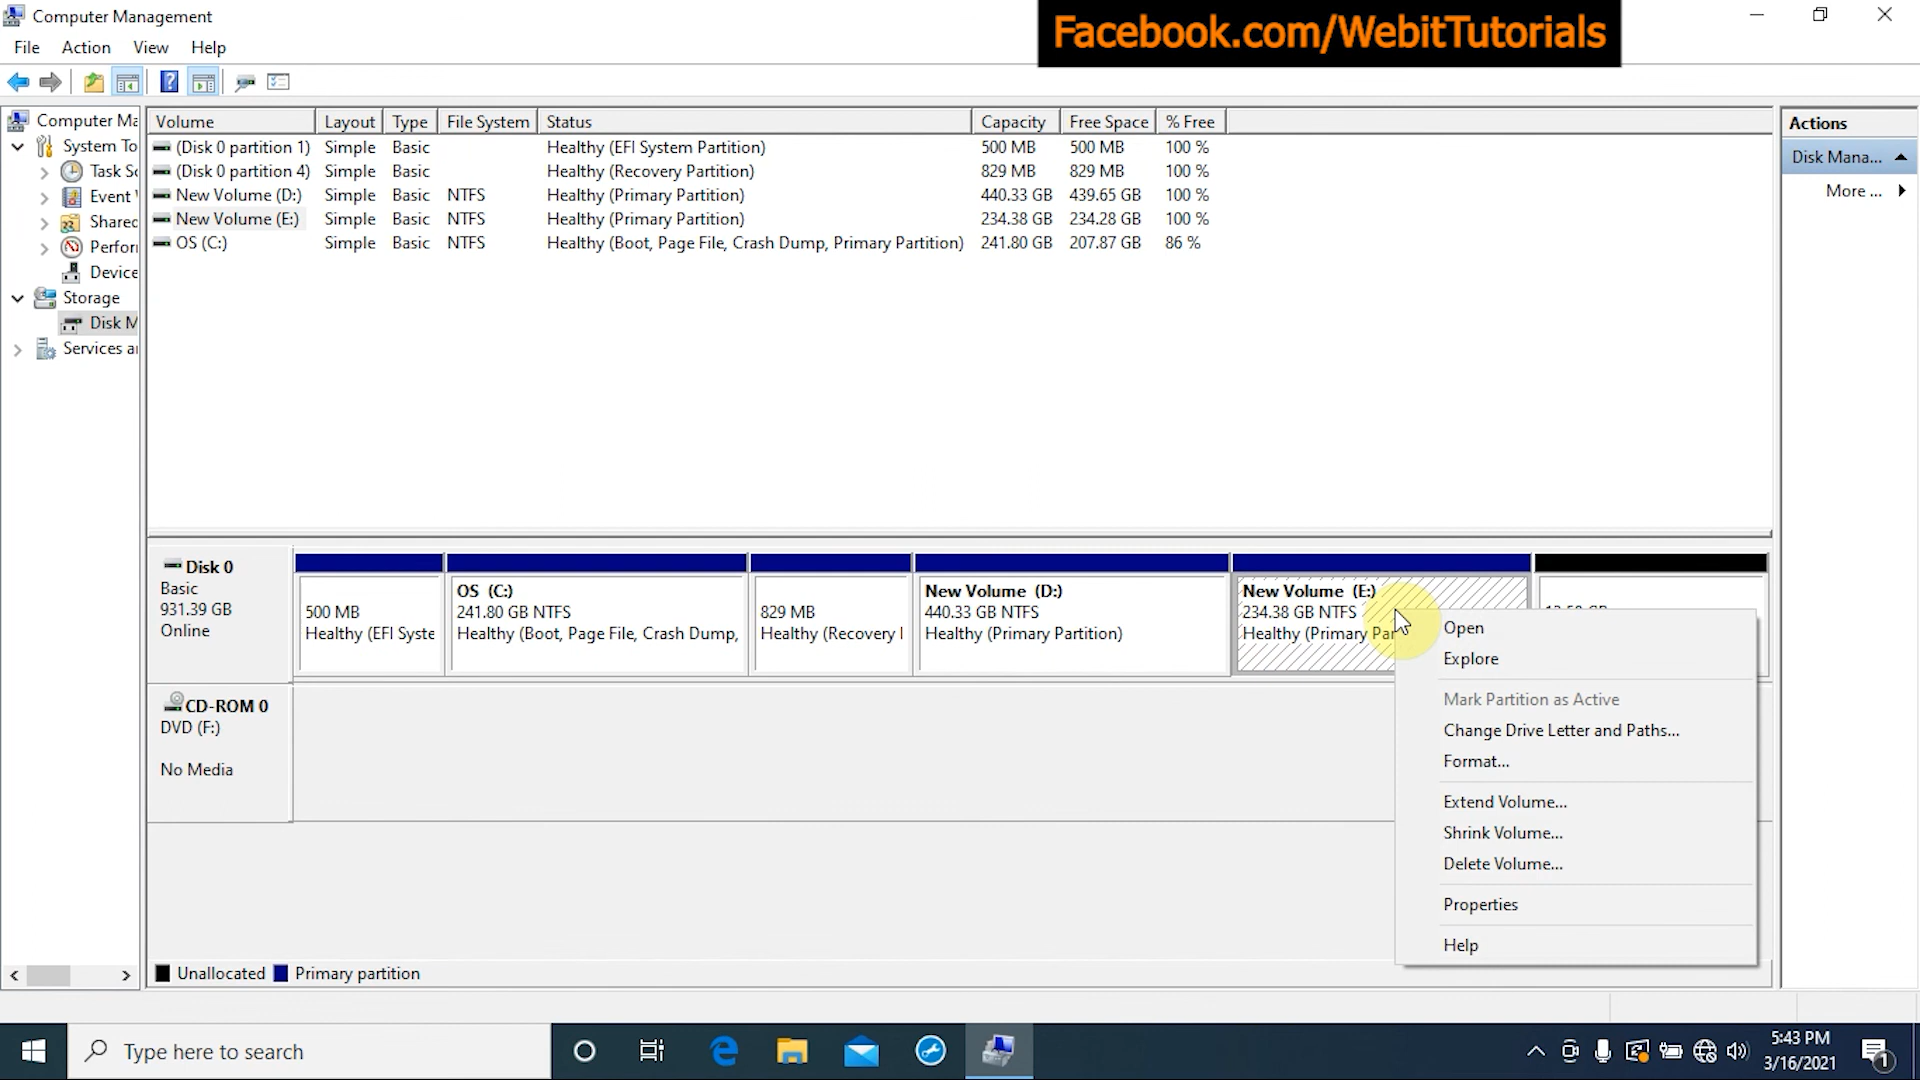 Computer Management
Facebook.com/WebitTutorials
File Action View Help
Computer Ma
System To
Task Sc
Event
Shared
Perfor
Device
Storage
Disk M
Services a
Volume Layout Type File System Status Capacity Free Space % Free
(Disk 0 partition 1) Simple Basic Healthy (EFI System Partition) 500 MB 500 MB 100 %
(Disk 0 partition 4) Simple Basic Healthy (Recovery Partition) 829 MB 829 MB 100 %
New Volume (D:) Simple Basic NTFS Healthy (Primary Partition) 440.33 GB 439.65 GB 100 %
New Volume (E:) Simple Basic NTFS Healthy (Primary Partition) 234.38 GB 234.28 GB 100 %
OS (C:) Simple Basic NTFS Healthy (Boot, Page File, Crash Dump, Primary Partition) 241.80 GB 207.87 GB 86 %
Actions
Disk Mana...
More ...
Disk 0
Basic
931.39 GB
Online
500 MB
Healthy (EFI Syste
OS (C:)
241.80 GB NTFS
Healthy (Boot, Page File, Crash Dump,
829 MB
Healthy (Recovery
New Volume (D:)
440.33 GB NTFS
Healthy (Primary Partition)
New Volume (E:)
234.38 GB NTFS
Healthy (Primary Par
Open
Explore
Mark Partition as Active
Change Drive Letter and Paths...
Format...
Extend Volume...
Shrink Volume...
Delete Volume...
Properties
Help
CD-ROM 0
DVD (F:)
No Media
Unallocated Primary partition
Type here to search
5:43 PM
3/16/2021
1